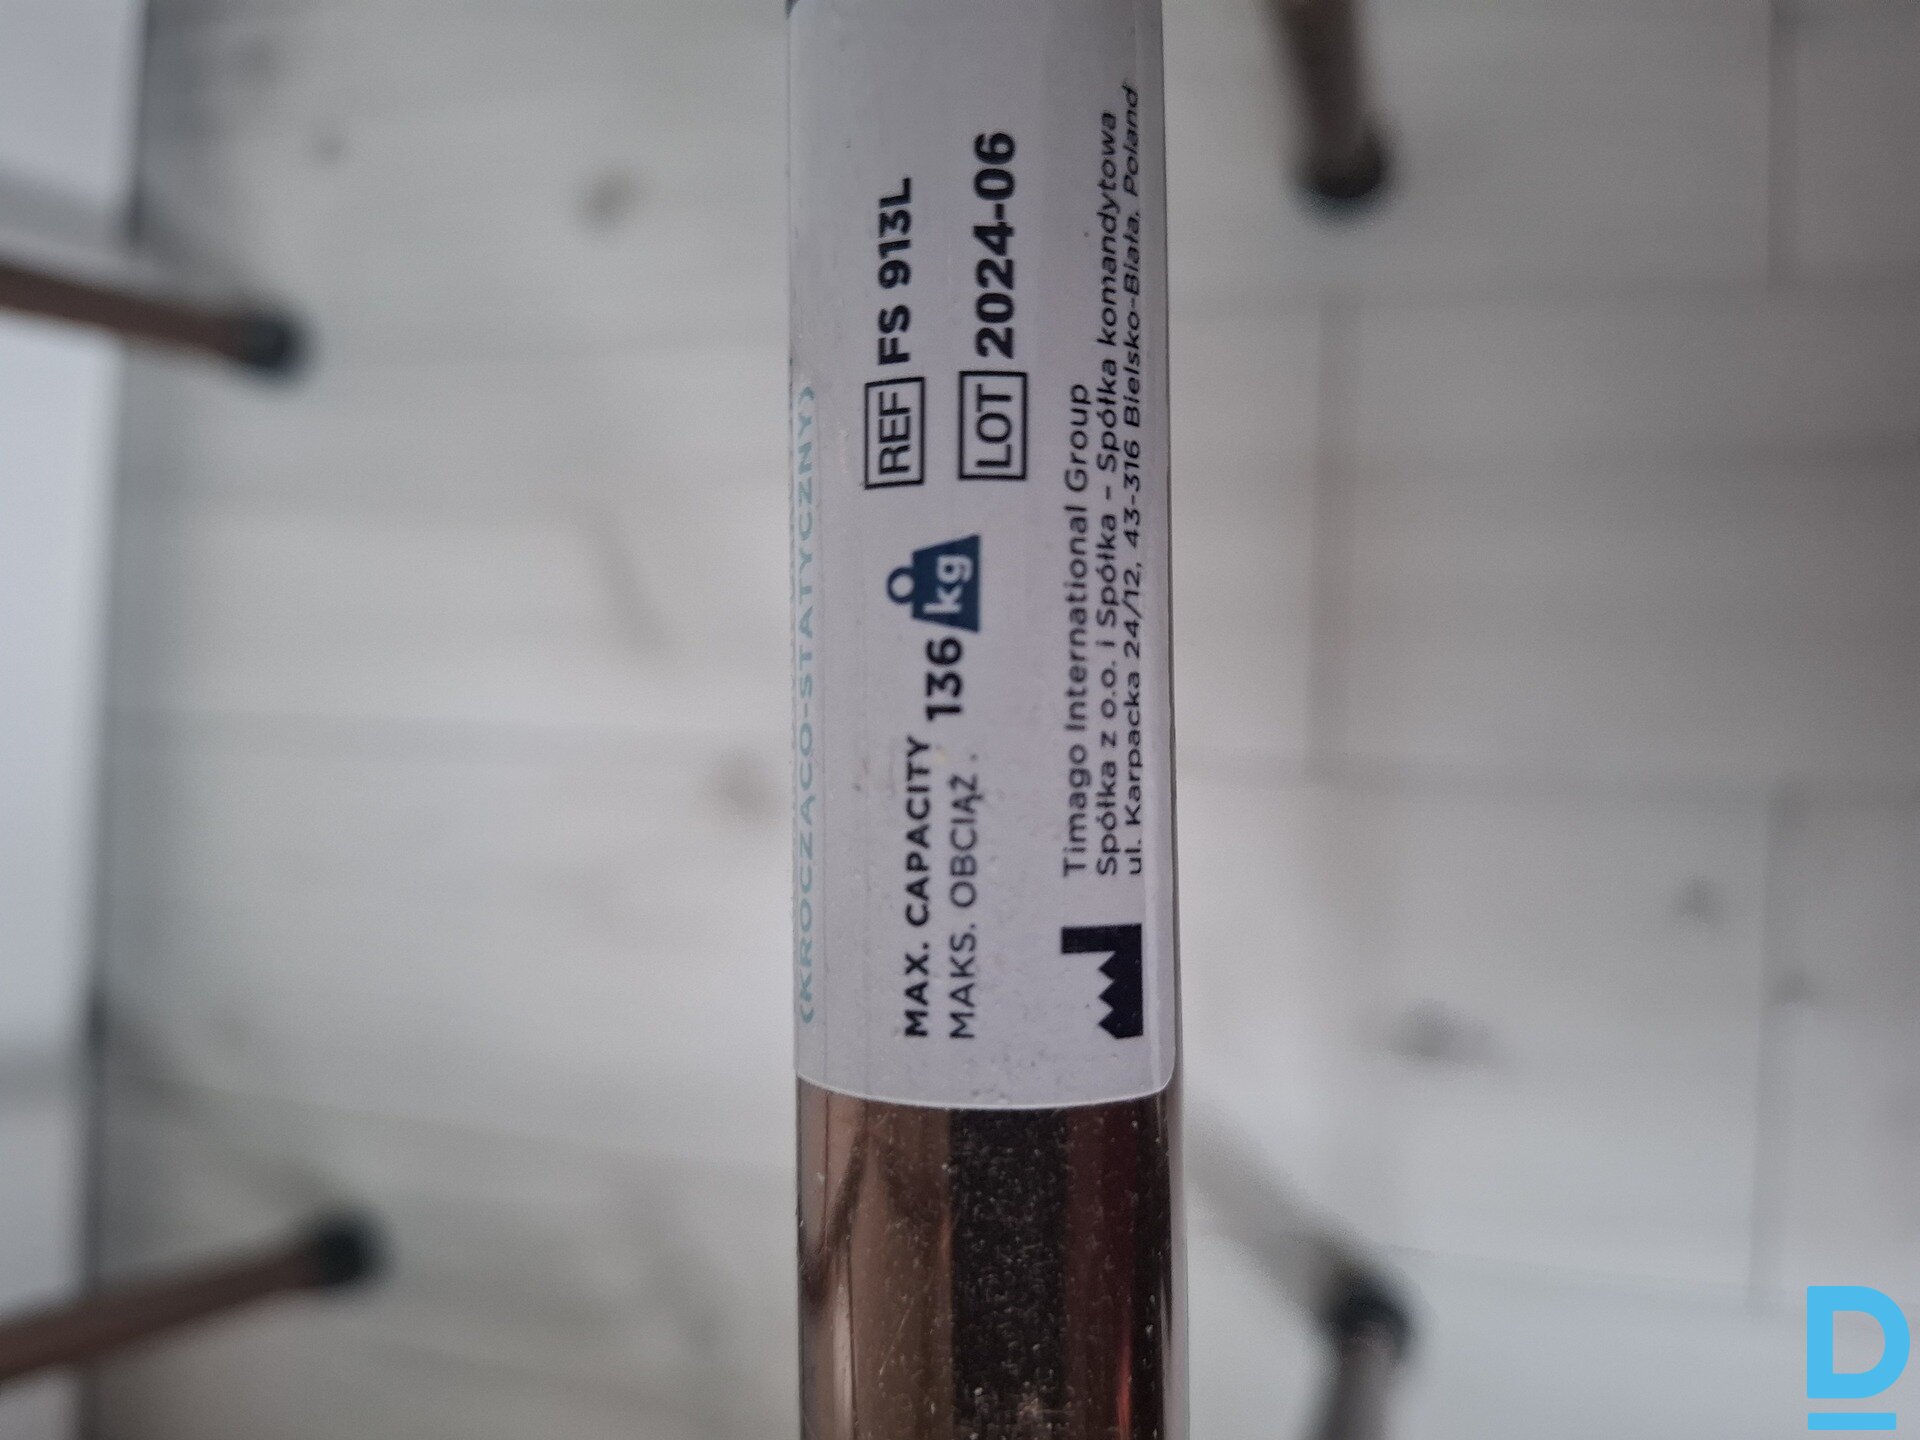 (KROCZĄCO-STATYCZNY)
MAX. CAPACITY 136 kg
MAKS. OBCIĄŻ.
REF FS 913L
LOT 2024-06
Timago International Group
Spółka z o.o. i Spółka - Spółka komandytowa
ul. Karpacka 24/12, 43-316 Bielsko-Biała, Poland
D